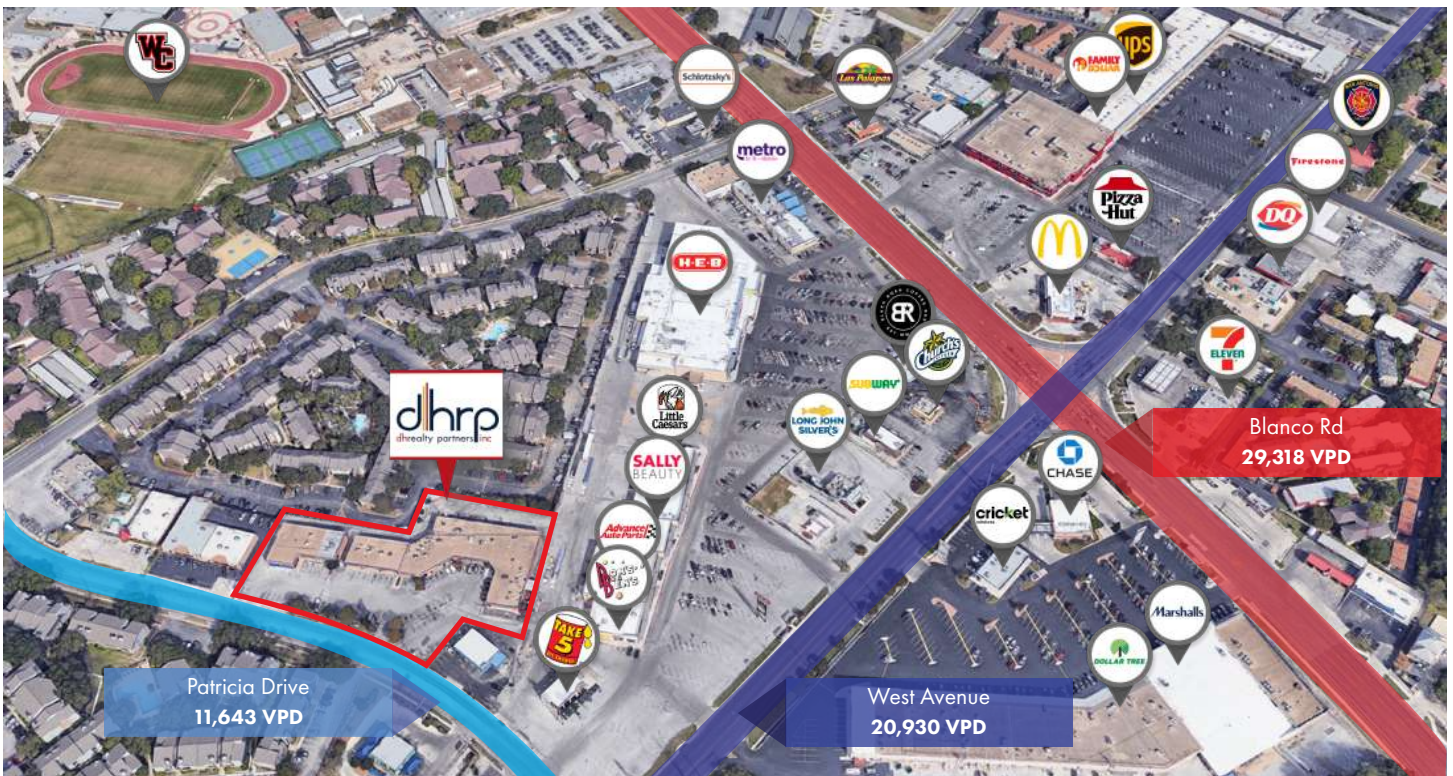 WC
Schlotzsky's
Las Palapas
FAMILY DOLLAR
ups
metro
Firestone
Pizza
Hut
DQ
H-E-B
BR
Church's
7
ELEVEN
SUBWAY
Little
Caesars
LONG JOHN
SILVER'S
dhrp
dhrealty partners inc
Blanco Rd
29,318 VPD
SALLY
BEAUTY
CHASE
cricket
Advance
Auto Parts
TAKE
5
Marshalls
DOLLAR TREE
Patricia Drive
11,643 VPD
West Avenue
20,930 VPD